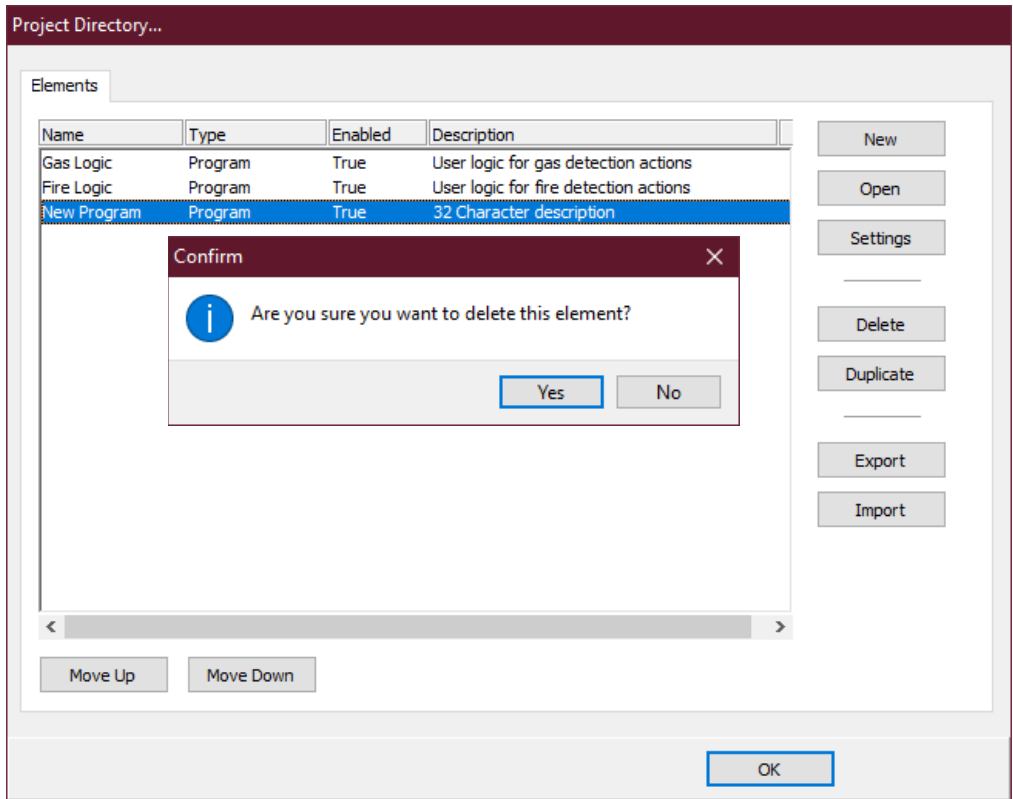 Project Directory...
Elements
Name Type Enabled Description
Gas Logic Program True User logic for gas detection actions
Fire Logic Program True User logic for fire detection actions
New Program Program True 32 Character description
New
Open
Settings
Confirm
Are you sure you want to delete this element?
Yes No
Delete
Duplicate
Export
Import
Move Up Move Down
OK